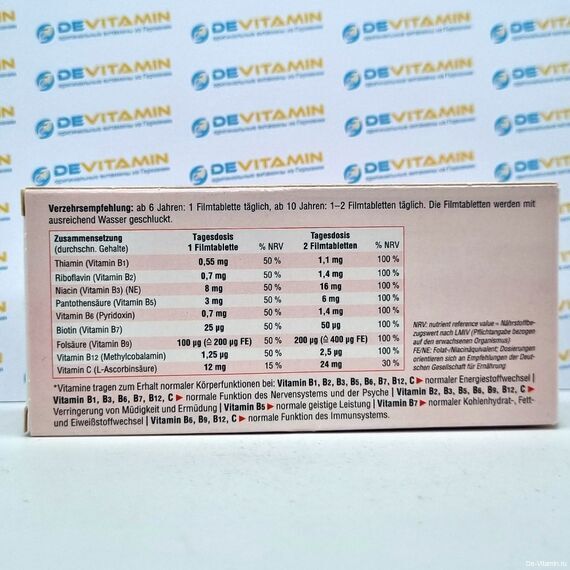 DEVITAMIN
оригинальные витамины из Германии
Verzehrsempfehlung: ab 6 Jahren: 1 Filmtablette täglich, ab 10 Jahren: 1–2 Filmtabletten täglich. Die Filmtabletten werden mit
ausreichend Wasser geschluckt.
Zusammensetzung Tagesdosis Tagesdosis
(durchschn. Gehalte) 1 Filmtablette % NRV 2 Filmtabletten % NRV
Thiamin (Vitamin B1) 0,55 mg 50 % 1,1 mg 100 %
Riboflavin (Vitamin B2) 0,7 mg 50 % 1,4 mg 100 %
Niacin (Vitamin B3) (NE) 8 mg 50 % 16 mg 100 %
Pantothensäure (Vitamin B5) 3 mg 50 % 6 mg 100 %
Vitamin B6 (Pyridoxin) 0,7 mg 50 % 1,4 mg 100 %
Biotin (Vitamin B7) 25 µg 50 % 50 µg 100 %
Folsäure (Vitamin B9) 100 µg (≙ 200 µg FE) 50 % 200 µg (≙ 400 µg FE) 100 %
Vitamin B12 (Methylcobalamin) 1,25 µg 50 % 2,5 µg 100 %
Vitamin C (L-Ascorbinsäure) 12 mg 15 % 24 mg 30 %
NRV: nutrient reference value = Nährstoffbe-
zugswert nach LMIV (Pflichtangabe bezogen
auf den erwachsenen Organismus)
FE/NE: Folat-/Niacinäquivalent; Dosierungen
orientieren sich an Empfehlungen der Deut-
schen Gesellschaft für Ernährung
*Vitamine tragen zum Erhalt normaler Körperfunktionen bei: Vitamin B1, B2, B3, B5, B6, B7, B12, C ► normaler Energiestoffwechsel |
Vitamin B1, B3, B6, B7, B12, C ► normale Funktion des Nervensystems und der Psyche | Vitamin B2, B3, B5, B6, B9, B12, C ►
Verringerung von Müdigkeit und Ermüdung | Vitamin B5 ► normale geistige Leistung | Vitamin B7 ► normaler Kohlenhydrat-, Fett-
und Eiweißstoffwechsel | Vitamin B6, B9, B12, C ► normale Funktion des Immunsystems.
De-Vitamin.ru